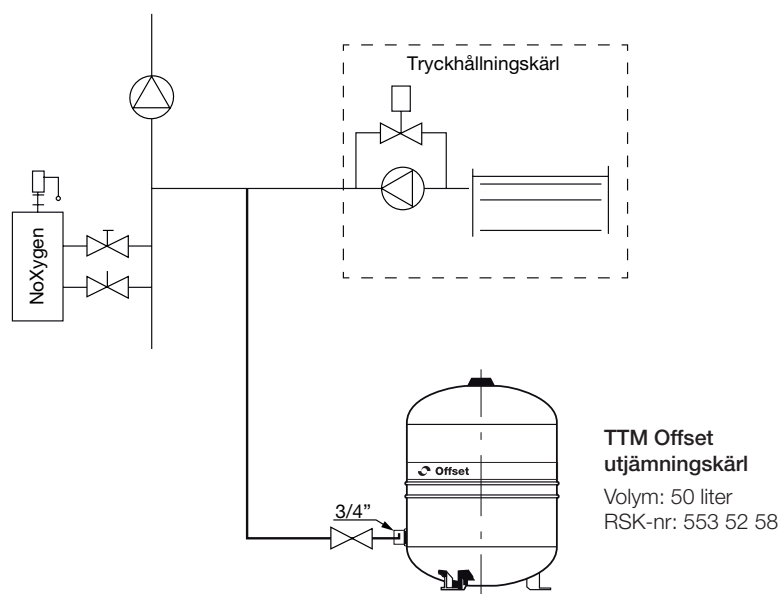 Tryckhållningskärl
NoXygen
TTM Offset
utjämningskärl
Volym: 50 liter
RSK-nr: 553 52 58
Offset
3/4”